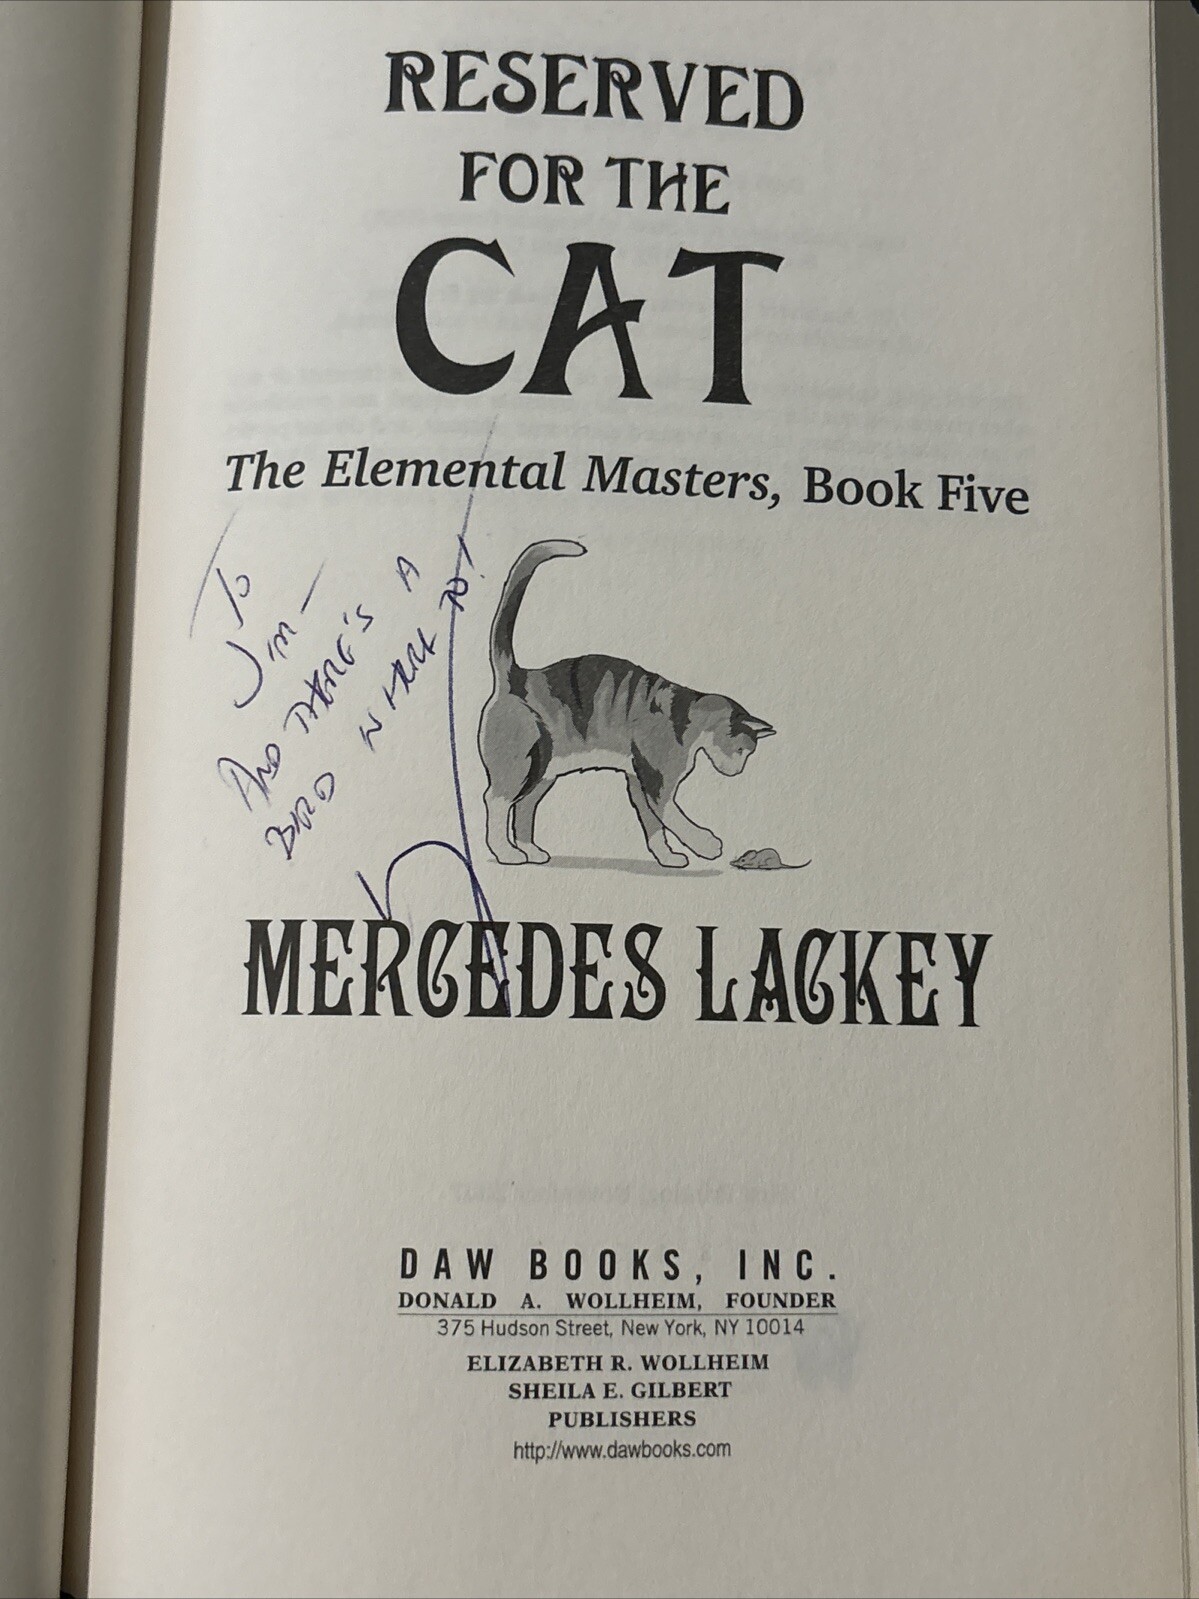 RESERVED
FOR THE
CAT
The Elemental Masters, Book Five
To
Jim —
AND THERE'S A
BIRD IN HERE TOO!
MERCEDES LACKEY
DAW BOOKS, INC.
DONALD A. WOLLHEIM, FOUNDER
375 Hudson Street, New York, NY 10014
ELIZABETH R. WOLLHEIM
SHEILA E. GILBERT
PUBLISHERS
http://www.dawbooks.com